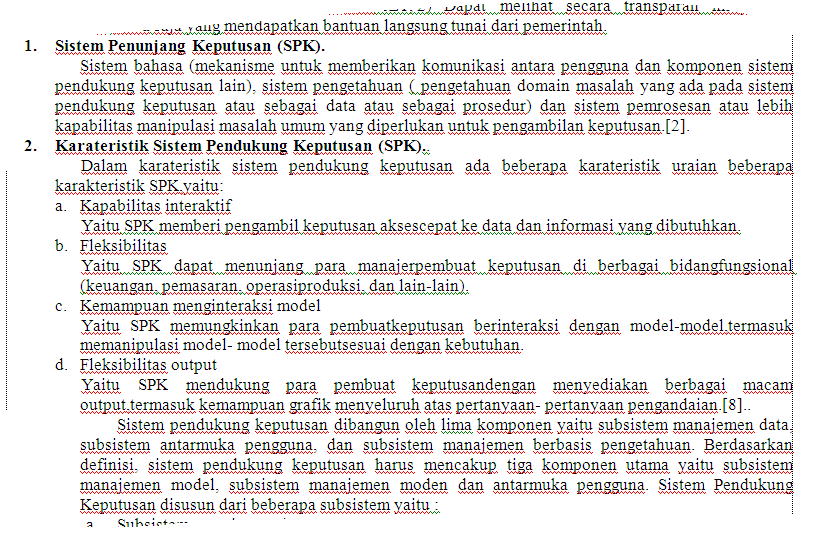 Dapat melihat secara transparan
yang mendapatkan bantuan langsung tunai dari pemerintah.
1. Sistem Penunjang Keputusan (SPK).
Sistem bahasa (mekanisme untuk memberikan komunikasi antara pengguna dan komponen sistem
pendukung keputusan lain), sistem pengetahuan ( pengetahuan domain masalah yang ada pada sistem
pendukung keputusan atau sebagai data atau sebagai prosedur) dan sistem pemrosesan atau lebih
kapabilitas manipulasi masalah umum yang diperlukan untuk pengambilan keputusan.[2].
2. Karateristik Sistem Pendukung Keputusan (SPK)..
Dalam karateristik sistem pendukung keputusan ada beberapa karateristik uraian beberapa
karakteristik SPK,yaitu:
a. Kapabilitas interaktif
Yaitu SPK memberi pengambil keputusan aksescepat ke data dan informasi yang dibutuhkan.
b. Fleksibilitas
Yaitu SPK dapat menunjang para manajerpembuat keputusan di berbagai bidangfungsional
(keuangan, pemasaran, operasiproduksi, dan lain-lain).
c. Kemampuan menginteraksi model
Yaitu SPK memungkinkan para pembuatkeputusan berinteraksi dengan model-model,termasuk
memanipulasi model- model tersebutsesuai dengan kebutuhan.
d. Fleksibilitas output
Yaitu SPK mendukung para pembuat keputusandengan menyediakan berbagai macam
output,termasuk kemampuan grafik menyeluruh atas pertanyaan- pertanyaan pengandaian.[8]..
Sistem pendukung keputusan dibangun oleh lima komponen yaitu subsistem manajemen data,
subsistem antarmuka pengguna, dan subsistem manajemen berbasis pengetahuan. Berdasarkan
definisi, sistem pendukung keputusan harus mencakup tiga komponen utama yaitu subsistem
manajemen model, subsistem manajemen moden dan antarmuka pengguna. Sistem Pendukung
Keputusan disusun dari beberapa subsistem yaitu :
a.